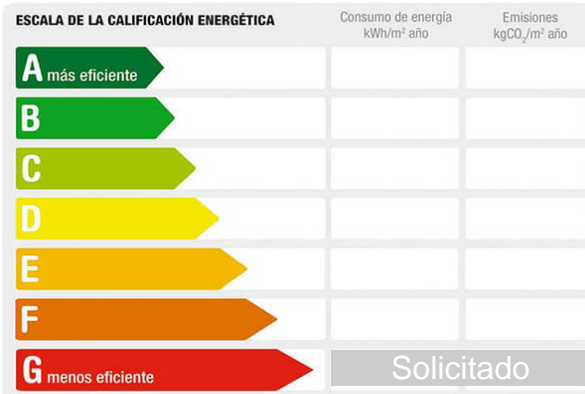 ESCALA DE LA CALIFICACIÓN ENERGÉTICA
Consumo de energía
kWh/m² año
Emisiones
kgCO₂/m² año
A más eficiente
B
C
D
E
F
G menos eficiente
Solicitado